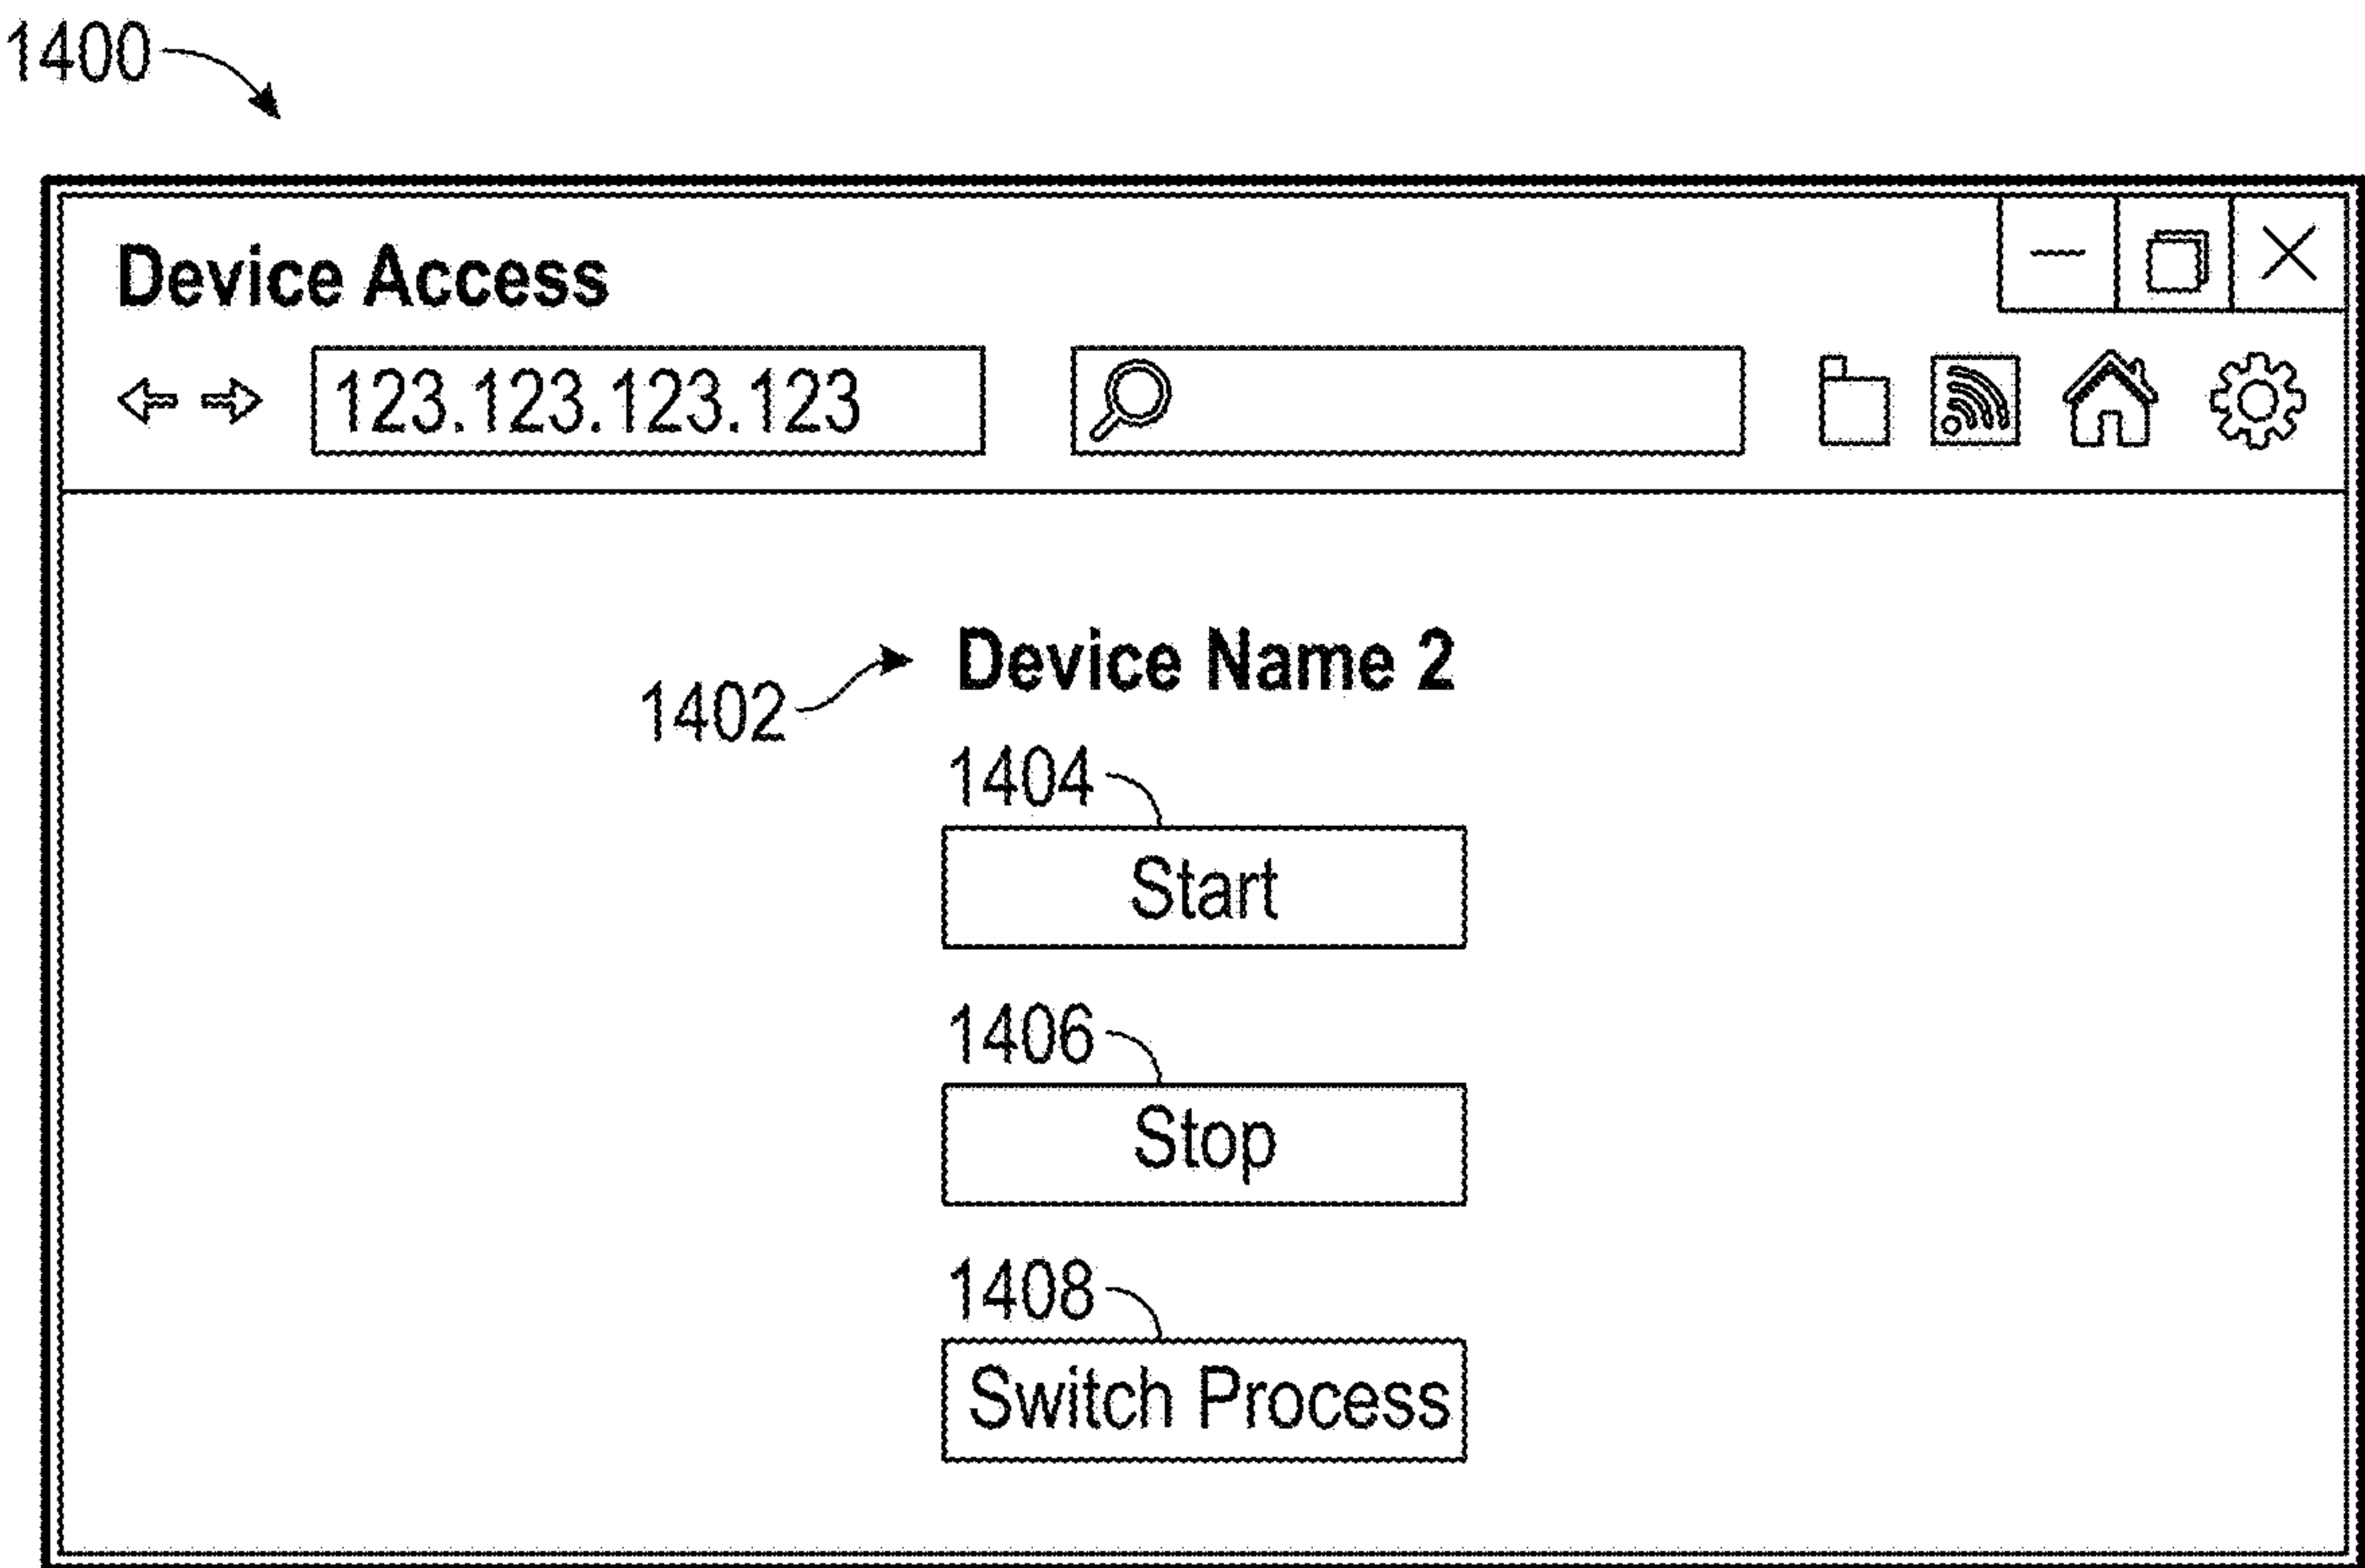 1400
Device Access
123.123.123.123
Device Name 2
1402
1404
Start
1406
Stop
1408
Switch Process